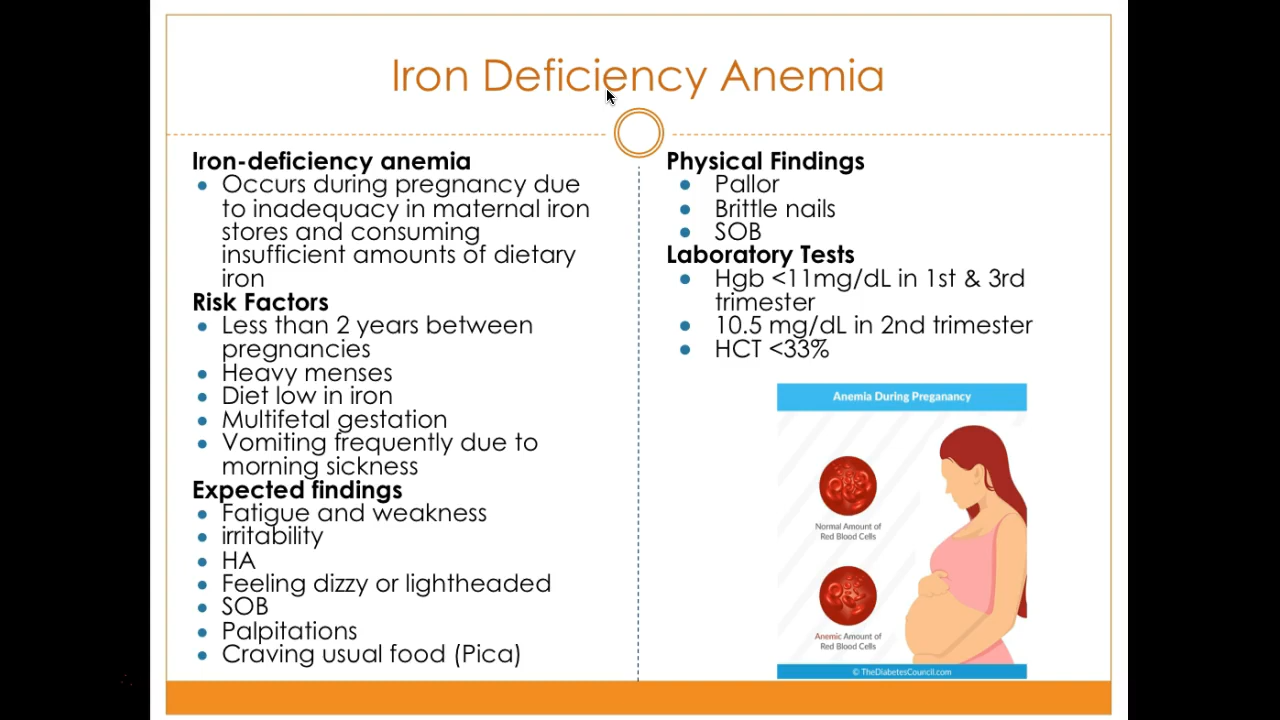 Iron Deficiency Anemia
Iron-deficiency anemia
• Occurs during pregnancy due
to inadequacy in maternal iron
stores and consuming
insufficient amounts of dietary
iron
Risk Factors
• Less than 2 years between
pregnancies
• Heavy menses
• Diet low in iron
• Multifetal gestation
• Vomiting frequently due to
morning sickness
Expected findings
• Fatigue and weakness
• irritability
• HA
• Feeling dizzy or lightheaded
• SOB
• Palpitations
• Craving usual food (Pica)
Physical Findings
• Pallor
• Brittle nails
• SOB
Laboratory Tests
• Hgb <11mg/dL in 1st & 3rd
trimester
• 10.5 mg/dL in 2nd trimester
• HCT <33%
Anemia During Preganancy
Normal Amount of
Red Blood Cells
Anemic Amount of
Red Blood Cells
© TheDiabetesCouncil.com